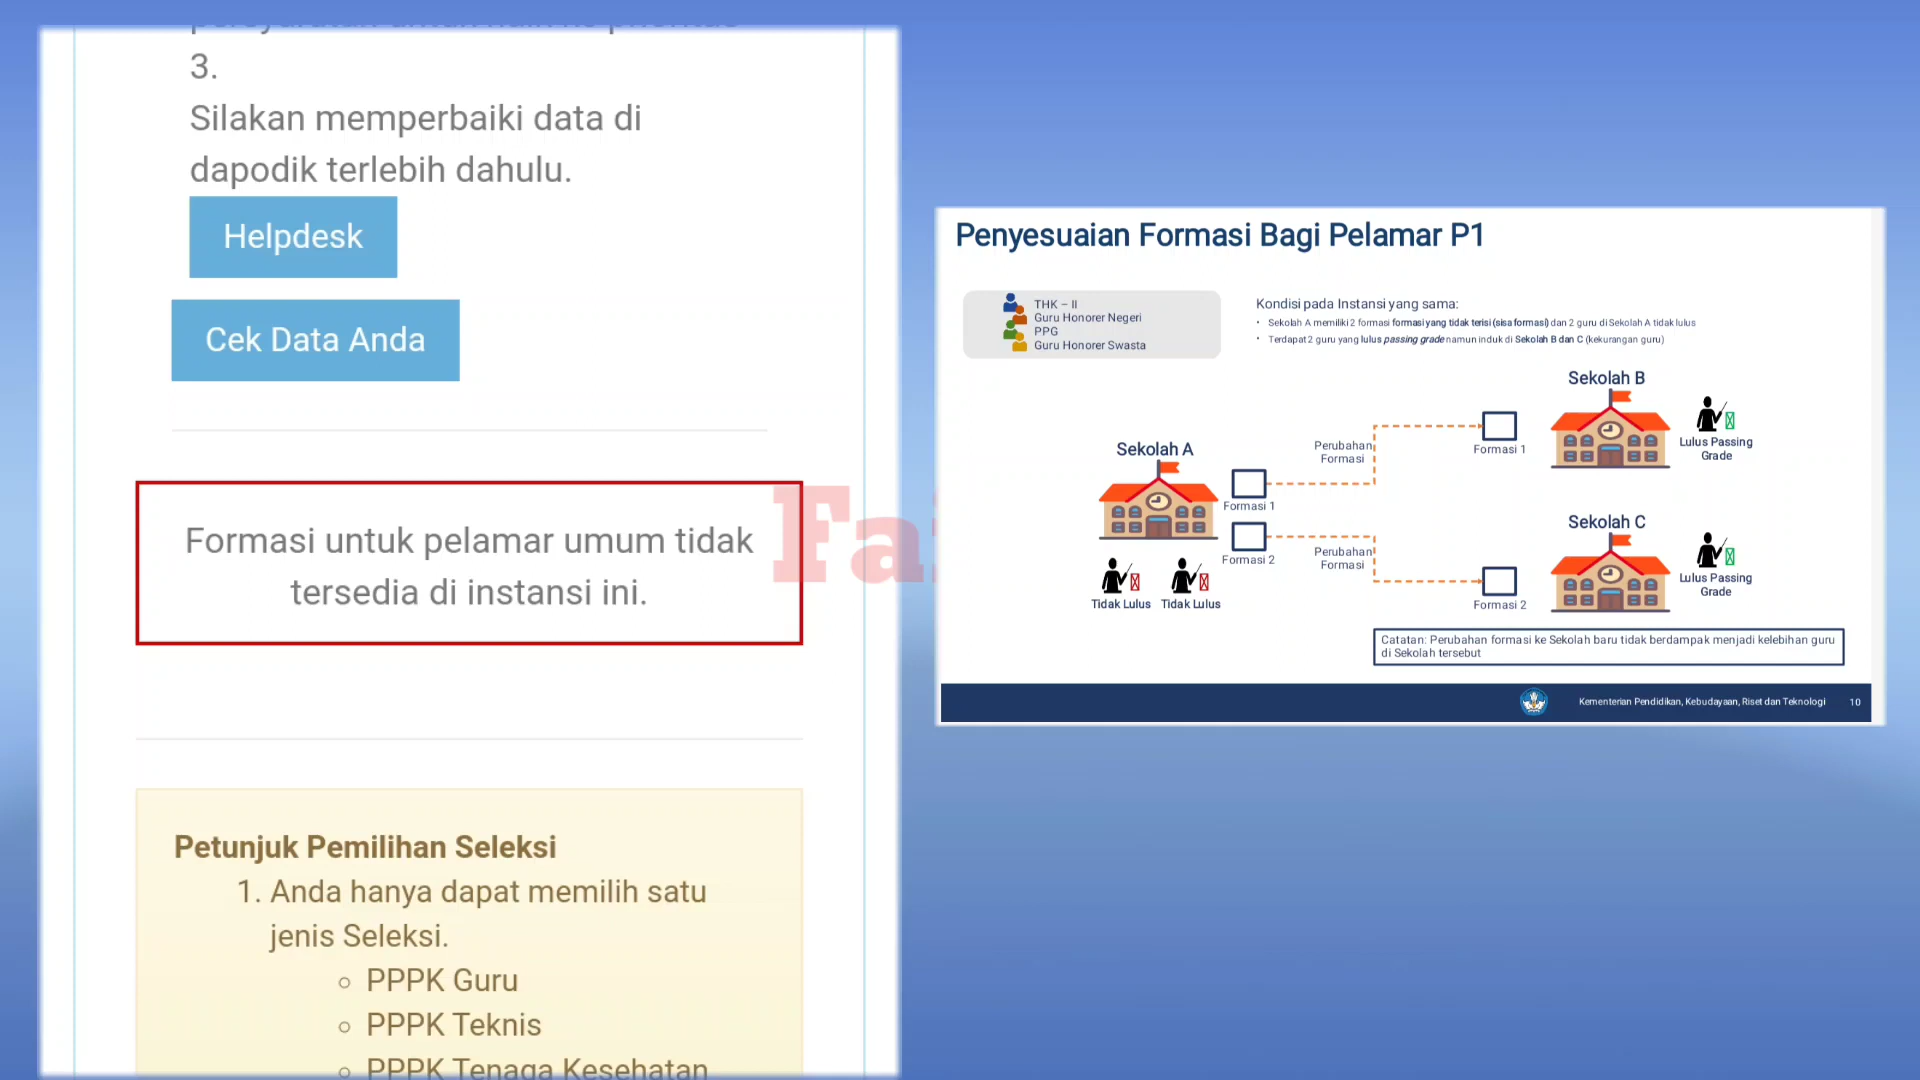 3.
Silakan memperbaiki data di
dapodik terlebih dahulu.
Helpdesk
Cek Data Anda
Formasi untuk pelamar umum tidak
tersedia di instansi ini.
Petunjuk Pemilihan Seleksi
1. Anda hanya dapat memilih satu
jenis Seleksi.
○ PPPK Guru
○ PPPK Teknis
○ PPPK Tenaga Kesehatan
Penyesuaian Formasi Bagi Pelamar P1
THK – II
Guru Honorer Negeri
PPG
Guru Honorer Swasta
Kondisi pada Instansi yang sama:
• Sekolah A memiliki 2 formasi formasi yang tidak terisi (sisa formasi) dan 2 guru di Sekolah A tidak lulus
• Terdapat 2 guru yang lulus passing grade namun induk di Sekolah B dan C (kekurangan guru)
Sekolah A
Formasi 1
Formasi 2
Tidak Lulus
Tidak Lulus
Perubahan
Formasi
Perubahan
Formasi
Formasi 1
Sekolah B
Lulus Passing
Grade
Formasi 2
Sekolah C
Lulus Passing
Grade
Catatan: Perubahan formasi ke Sekolah baru tidak berdampak menjadi kelebihan guru
di Sekolah tersebut
Kementerian Pendidikan, Kebudayaan, Riset dan Teknologi 10